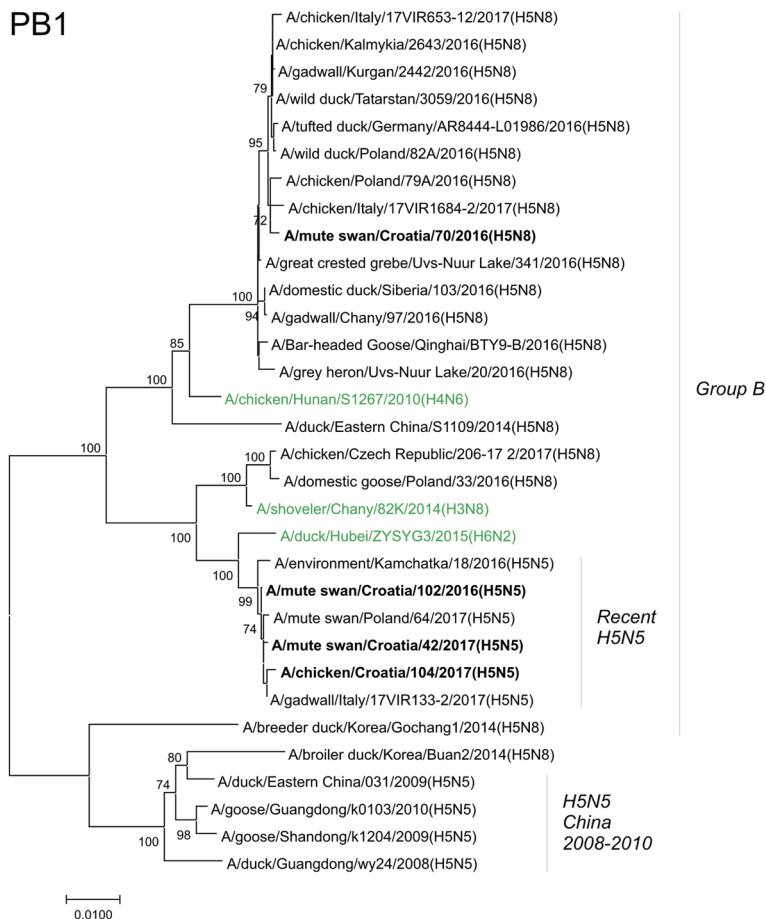 PB1
A/chicken/Italy/17VIR653-12/2017(H5N8)
A/chicken/Kalmykia/2643/2016(H5N8)
A/gadwall/Kurgan/2442/2016(H5N8)
79
A/wild duck/Tatarstan/3059/2016(H5N8)
A/tufted duck/Germany/AR8444-L01986/2016(H5N8)
95
A/wild duck/Poland/82A/2016(H5N8)
A/chicken/Poland/79A/2016(H5N8)
A/chicken/Italy/17VIR1684-2/2017(H5N8)
72
A/mute swan/Croatia/70/2016(H5N8)
A/great crested grebe/Uvs-Nuur Lake/341/2016(H5N8)
A/domestic duck/Siberia/103/2016(H5N8)
100
94
A/gadwall/Chany/97/2016(H5N8)
A/Bar-headed Goose/Qinghai/BTY9-B/2016(H5N8)
85
A/grey heron/Uvs-Nuur Lake/20/2016(H5N8)
100
Group B
A/chicken/Hunan/S1267/2010(H4N6)
A/duck/Eastern China/S1109/2014(H5N8)
100
A/chicken/Czech Republic/206-17 2/2017(H5N8)
100
A/domestic goose/Poland/33/2016(H5N8)
100
A/shoveler/Chany/82K/2014(H3N8)
A/duck/Hubei/ZYSYG3/2015(H6N2)
100
A/environment/Kamchatka/18/2016(H5N5)
100
A/mute swan/Croatia/102/2016(H5N5)
99
A/mute swan/Poland/64/2017(H5N5)
74
A/mute swan/Croatia/42/2017(H5N5)
Recent
H5N5
A/chicken/Croatia/104/2017(H5N5)
A/gadwall/Italy/17VIR133-2/2017(H5N5)
A/breeder duck/Korea/Gochang1/2014(H5N8)
A/broiler duck/Korea/Buan2/2014(H5N8)
80
A/duck/Eastern China/031/2009(H5N5)
74
A/goose/Guangdong/k0103/2010(H5N5)
98
A/goose/Shandong/k1204/2009(H5N5)
100
A/duck/Guangdong/wy24/2008(H5N5)
H5N5
China
2008-2010
0.0100